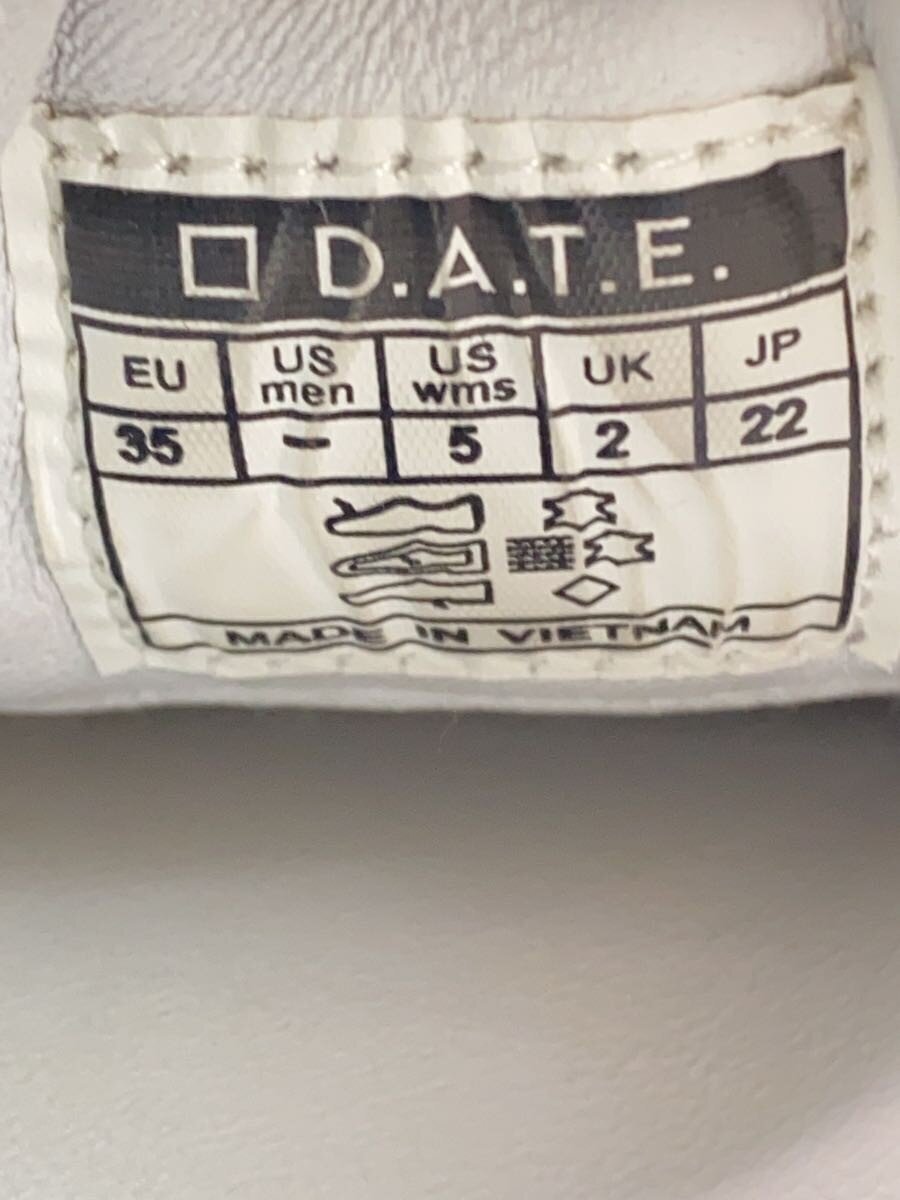 D.A.T.E.
EU US men US wms UK JP
35 - 5 2 22
MADE IN VIETNAM